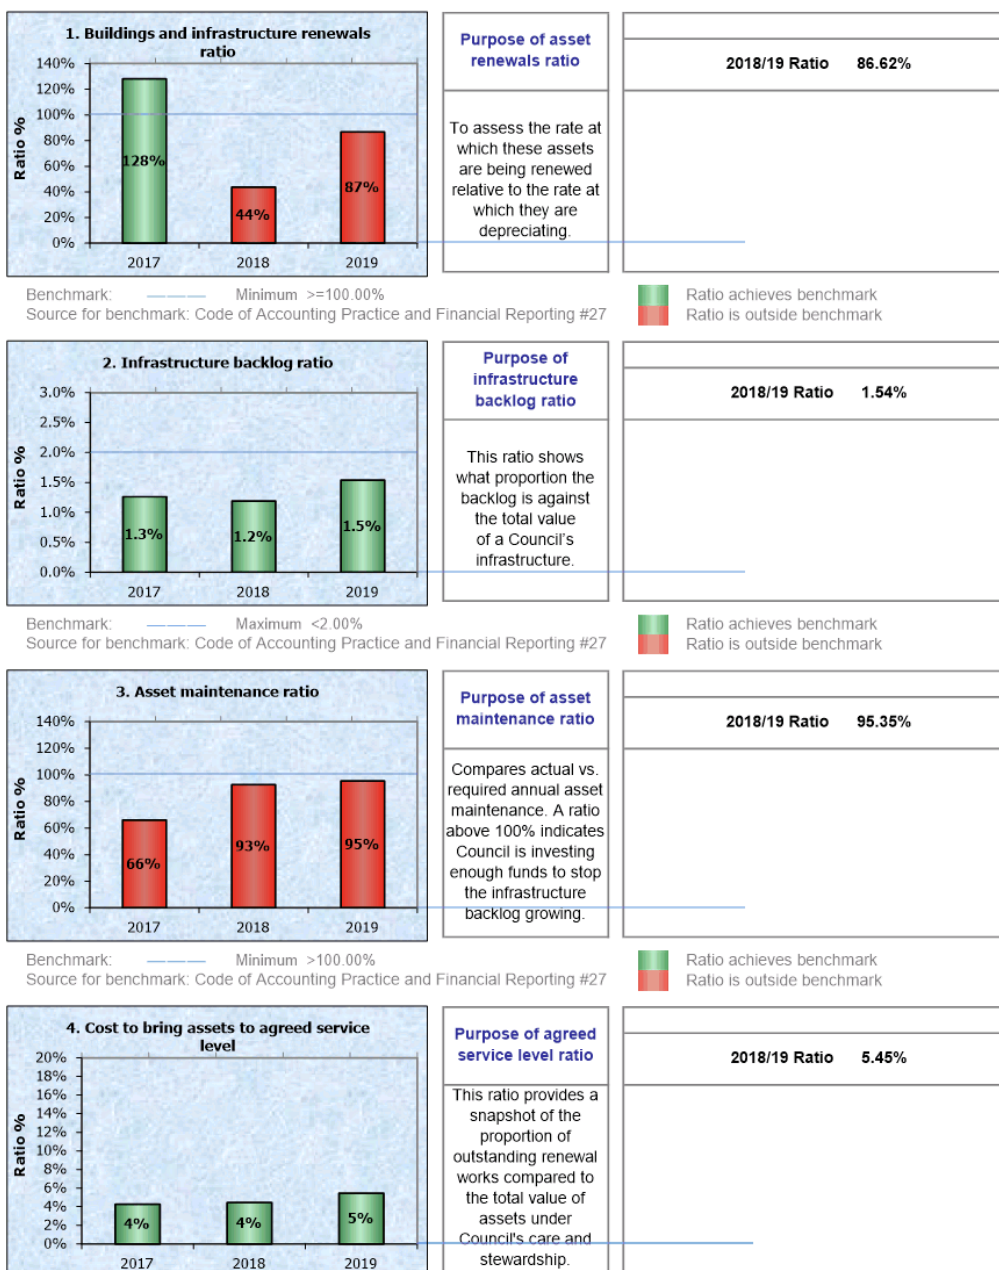 1. Buildings and infrastructure renewals
ratio
Ratio %
140%
120%
100%
80%
60%
40%
20%
0%
128%
44%
87%
2017
2018
2019
Purpose of asset
renewals ratio
To assess the rate at
which these assets
are being renewed
relative to the rate at
which they are
depreciating.
2018/19 Ratio 86.62%
Benchmark: Minimum >=100.00%
Source for benchmark: Code of Accounting Practice and Financial Reporting #27
Ratio achieves benchmark
Ratio is outside benchmark
2. Infrastructure backlog ratio
Ratio %
3.0%
2.5%
2.0%
1.5%
1.0%
0.5%
0.0%
1.3%
1.2%
1.5%
2017
2018
2019
Purpose of
infrastructure
backlog ratio
This ratio shows
what proportion the
backlog is against
the total value
of a Council’s
infrastructure.
2018/19 Ratio 1.54%
Benchmark: Maximum <2.00%
Source for benchmark: Code of Accounting Practice and Financial Reporting #27
Ratio achieves benchmark
Ratio is outside benchmark
3. Asset maintenance ratio
Ratio %
140%
120%
100%
80%
60%
40%
20%
0%
66%
93%
95%
2017
2018
2019
Purpose of asset
maintenance ratio
Compares actual vs.
required annual asset
maintenance. A ratio
above 100% indicates
Council is investing
enough funds to stop
the infrastructure
backlog growing.
2018/19 Ratio 95.35%
Benchmark: Minimum >100.00%
Source for benchmark: Code of Accounting Practice and Financial Reporting #27
Ratio achieves benchmark
Ratio is outside benchmark
4. Cost to bring assets to agreed service
level
Ratio %
20%
18%
16%
14%
12%
10%
8%
6%
4%
2%
0%
4%
4%
5%
2017
2018
2019
Purpose of agreed
service level ratio
This ratio provides a
snapshot of the
proportion of
outstanding renewal
works compared to
the total value of
assets under
Council's care and
stewardship.
2018/19 Ratio 5.45%